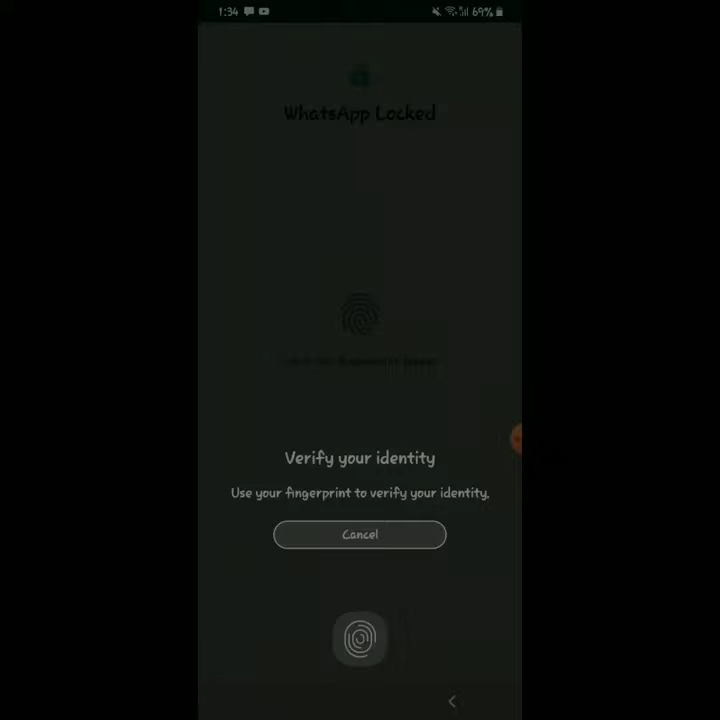 1:34
69%
WhatsApp Locked
Verify your identity
Use your fingerprint to verify your identity.
Cancel